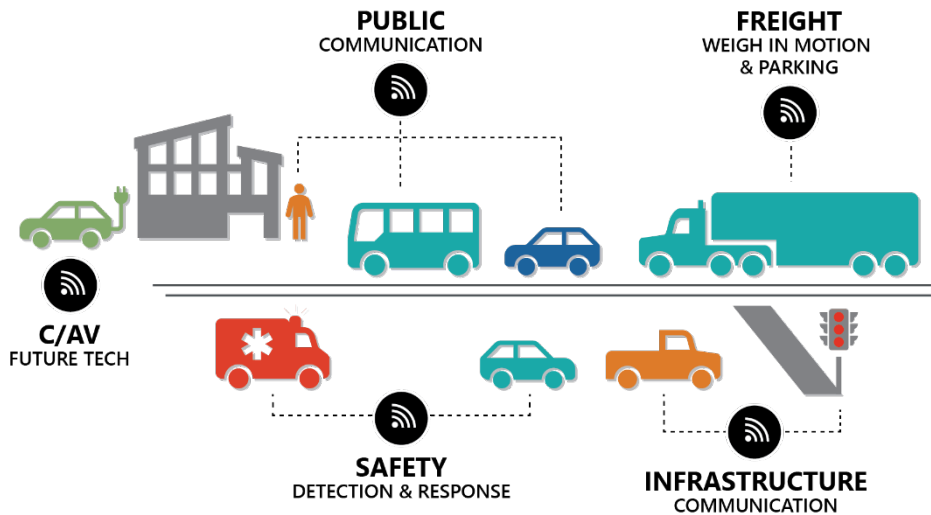 PUBLIC
COMMUNICATION
FREIGHT
WEIGH IN MOTION
& PARKING
C/AV
FUTURE TECH
SAFETY
DETECTION & RESPONSE
INFRASTRUCTURE
COMMUNICATION